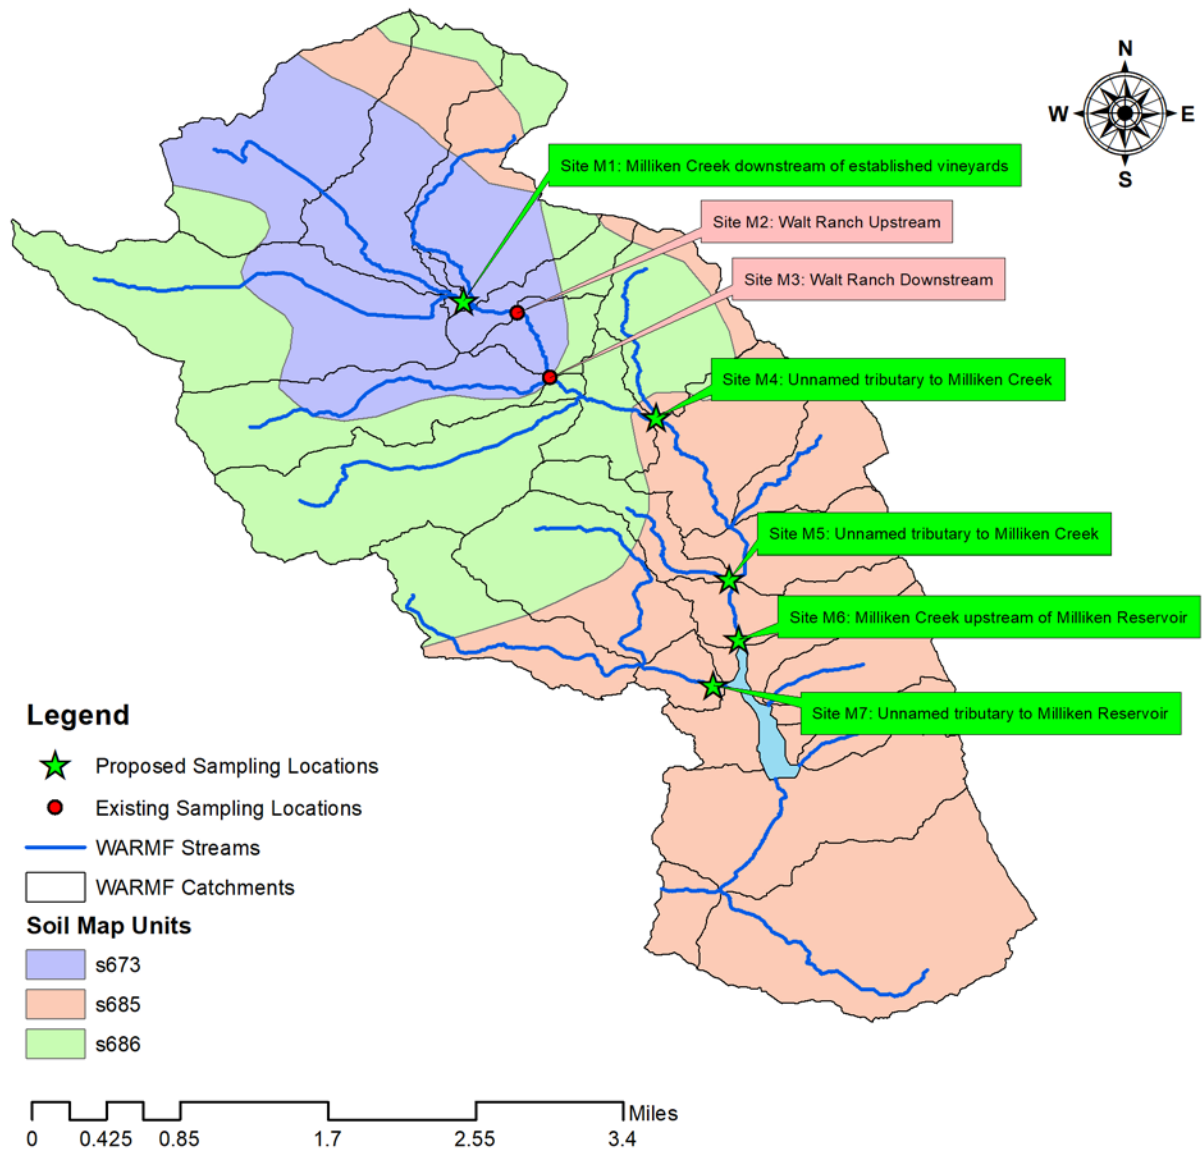 N
W
E
S
Site M1: Milliken Creek downstream of established vineyards
Site M2: Walt Ranch Upstream
Site M3: Walt Ranch Downstream
Site M4: Unnamed tributary to Milliken Creek
Site M5: Unnamed tributary to Milliken Creek
Site M6: Milliken Creek upstream of Milliken Reservoir
Site M7: Unnamed tributary to Milliken Reservoir
Legend
Proposed Sampling Locations
Existing Sampling Locations
WARMF Streams
WARMF Catchments
Soil Map Units
s673
s685
s686
Miles
0 0.425 0.85 1.7 2.55 3.4